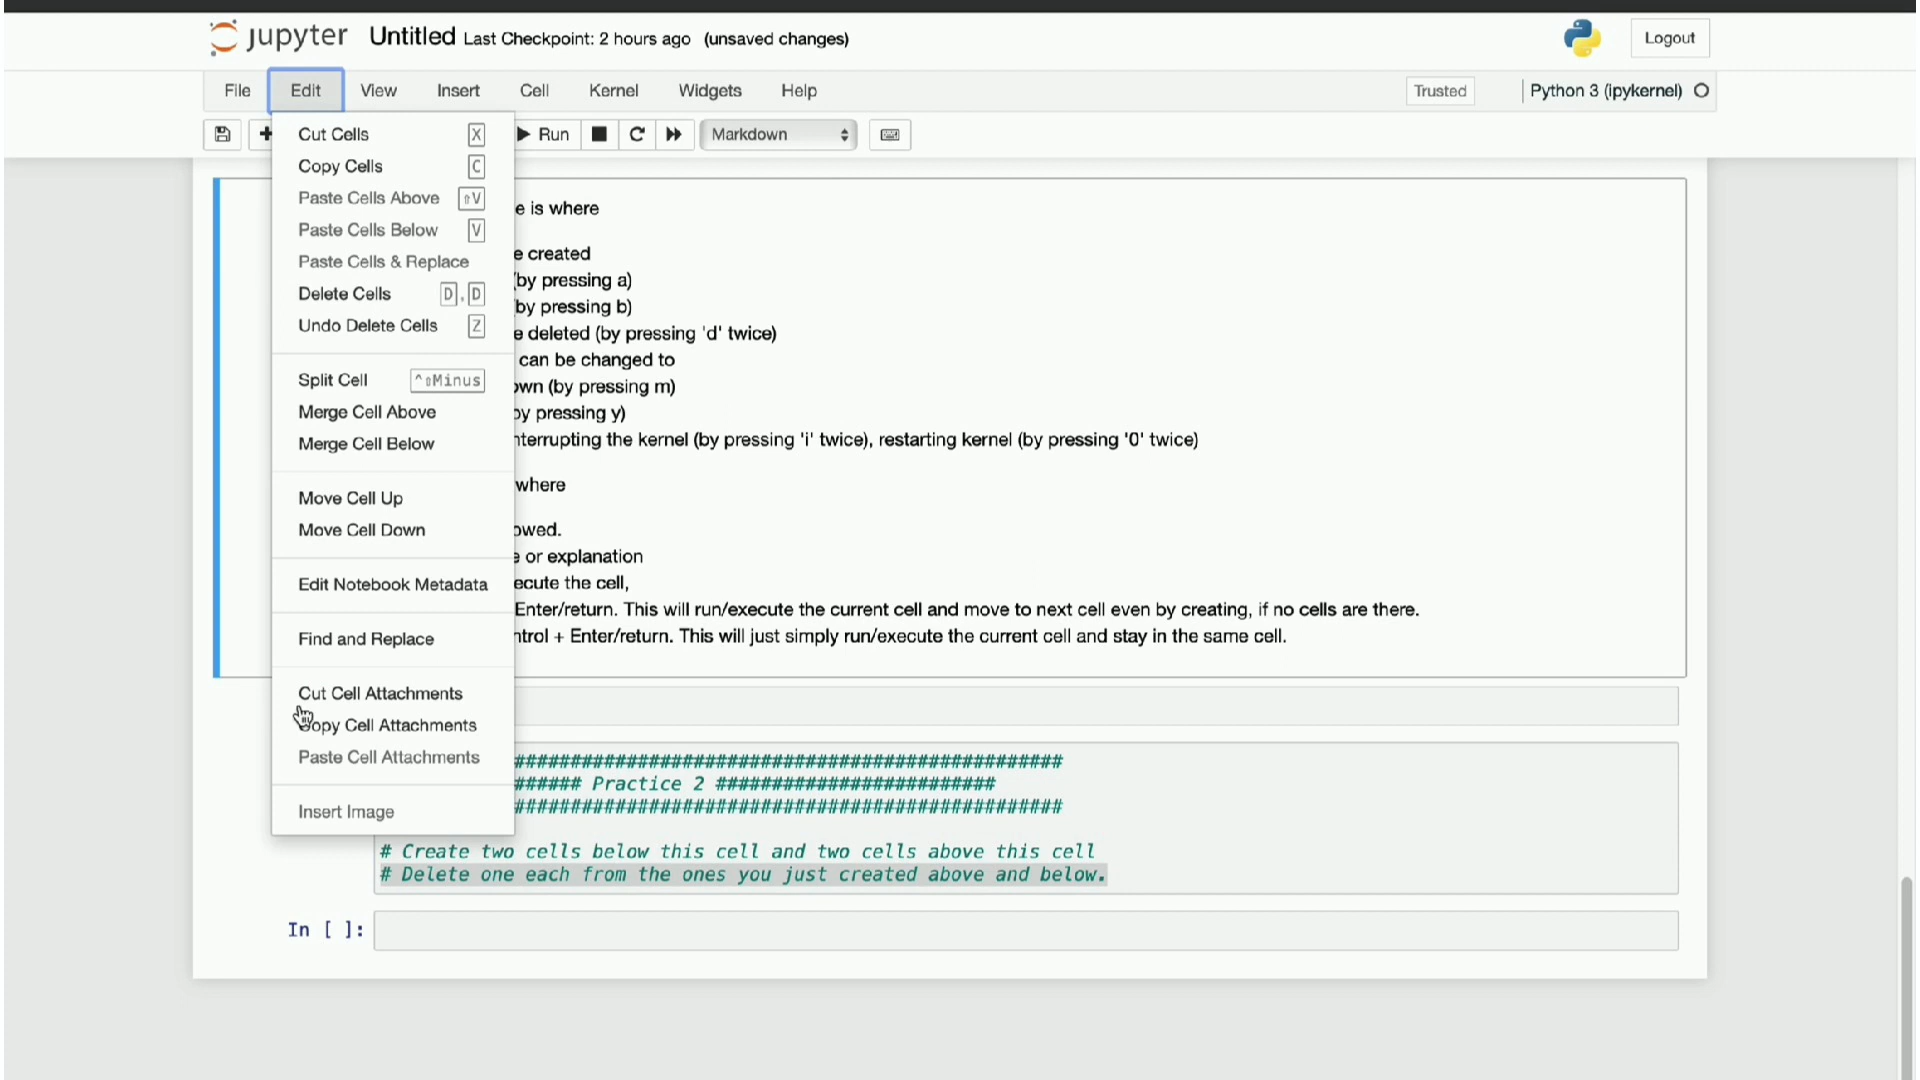 jupyter Untitled Last Checkpoint: 2 hours ago (unsaved changes)
Logout
File Edit View Insert Cell Kernel Widgets Help
Trusted
Python 3 (ipykernel)
Run
Markdown
Cut Cells X
Copy Cells C
Paste Cells Above ⇧V
Paste Cells Below V
Paste Cells & Replace
Delete Cells D,D
Undo Delete Cells Z
Split Cell ^⇧Minus
Merge Cell Above
Merge Cell Below
Move Cell Up
Move Cell Down
Edit Notebook Metadata
Find and Replace
Cut Cell Attachments
Copy Cell Attachments
Paste Cell Attachments
Insert Image
e is where
e created
(by pressing a)
(by pressing b)
e deleted (by pressing 'd' twice)
can be changed to
own (by pressing m)
by pressing y)
nterrupting the kernel (by pressing 'i' twice), restarting kernel (by pressing '0' twice)
where
owed.
e or explanation
ecute the cell,
Enter/return. This will run/execute the current cell and move to next cell even by creating, if no cells are there.
ntrol + Enter/return. This will just simply run/execute the current cell and stay in the same cell.
#################################################
###### Practice 2 #########################
#################################################
# Create two cells below this cell and two cells above this cell
# Delete one each from the ones you just created above and below.
In [ ]: